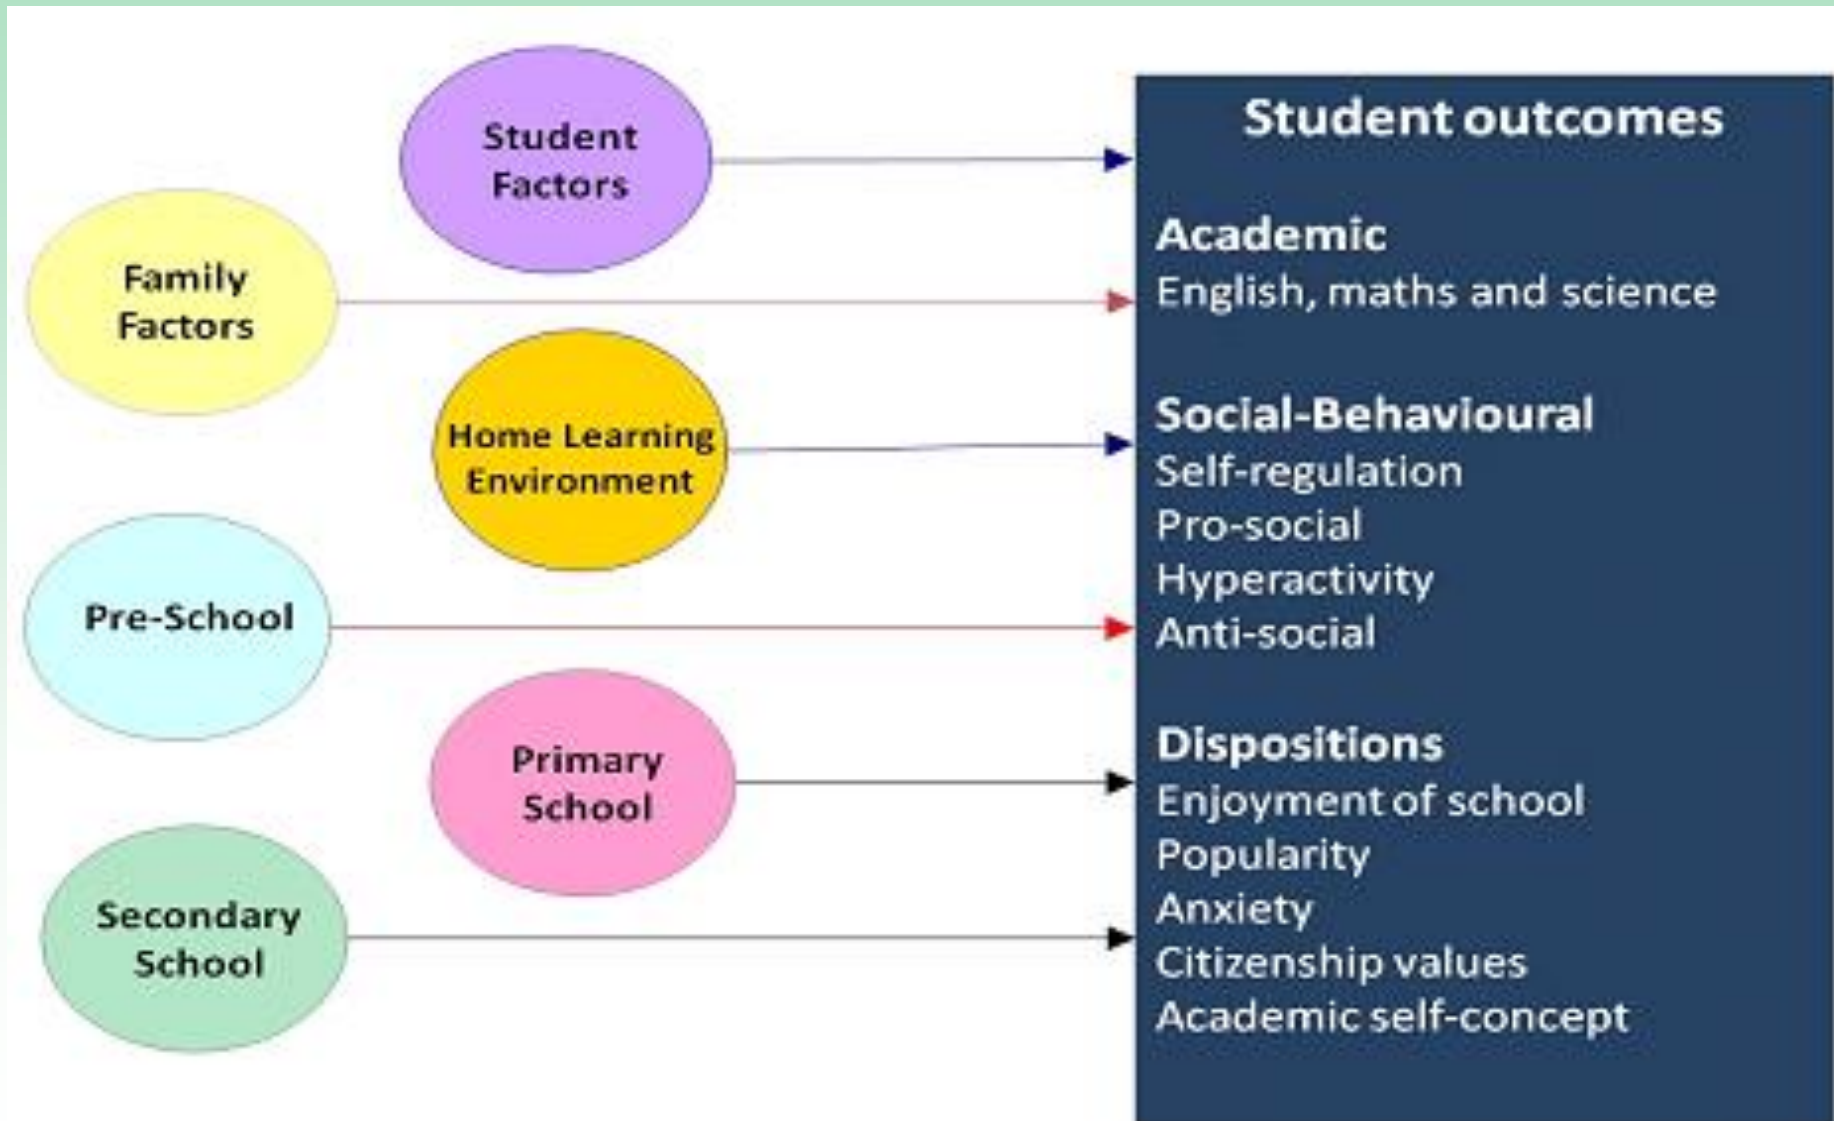 Student
Factors
Family
Factors
Home Learning
Environment
Pre-School
Primary
School
Secondary
School
Student outcomes
Academic
English, maths and science
Social-Behavioural
Self-regulation
Pro-social
Hyperactivity
Anti-social
Dispositions
Enjoyment of school
Popularity
Anxiety
Citizenship values
Academic self-concept